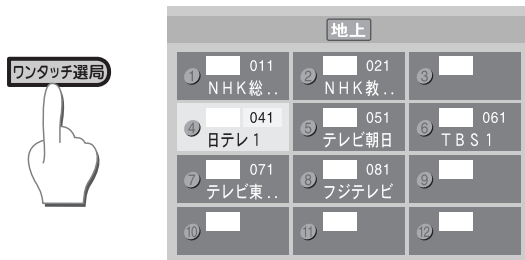 ワンタッチ選局
地上
① 011
NHK総..
② 021
NHK教..
③
④ 041
日テレ1
⑤ 051
テレビ朝日
⑥ 061
TBS1
⑦ 071
テレビ東..
⑧ 081
フジテレビ
⑨
⑩
⑪
⑫